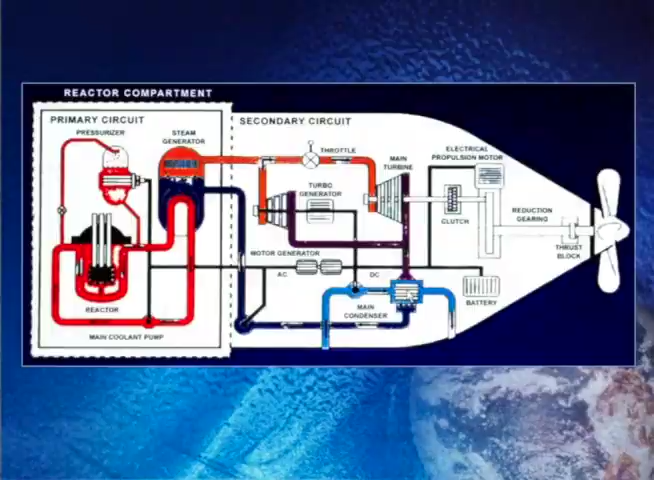 REACTOR COMPARTMENT
PRIMARY CIRCUIT
SECONDARY CIRCUIT
PRESSURIZER
STEAM
GENERATOR
THROTTLE
MAIN
TURBINE
ELECTRICAL
PROPULSION MOTOR
TURBO
GENERATOR
CLUTCH
REDUCTION
GEARING
THRUST
BLOCK
MOTOR GENERATOR
AC
DC
BATTERY
MAIN
CONDENSER
REACTOR
MAIN COOLANT PUMP